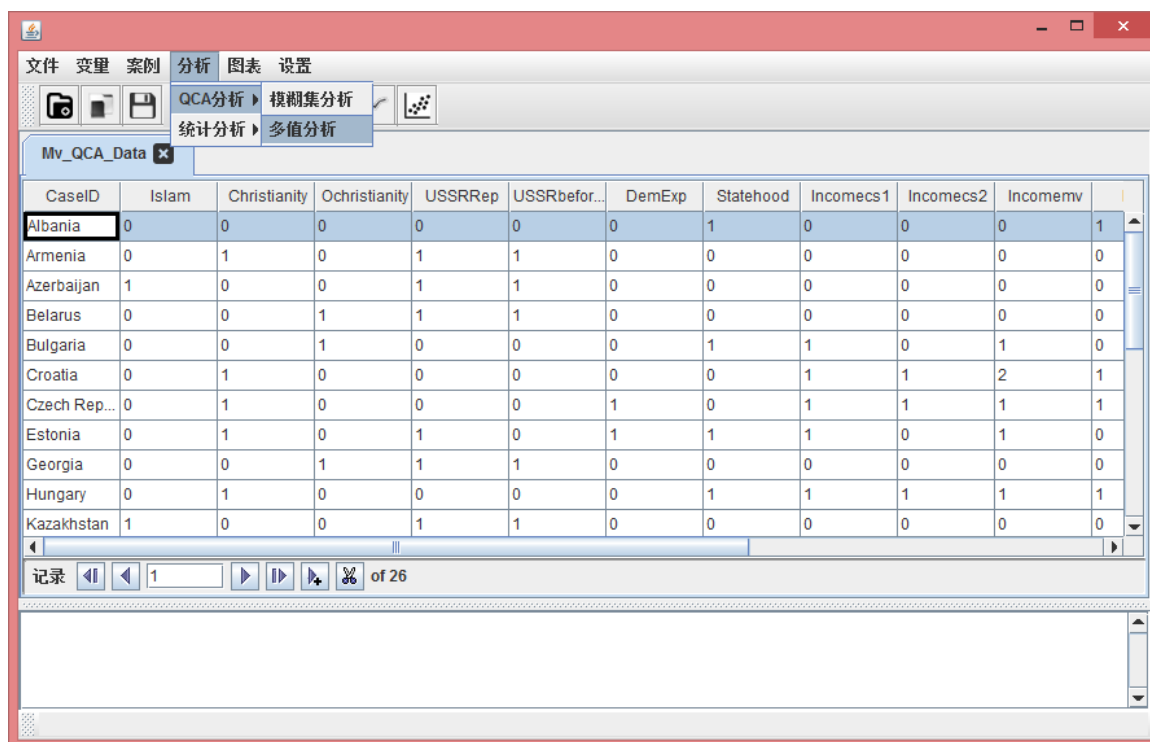 文件 变量 案例 分析 图表 设置
QCA分析 模糊集分析
统计分析 多值分析
Mv_QCA_Data
CaseID Islam Christianity Ochristianity USSRRep USSRbefor... DemExp Statehood Incomecs1 Incomecs2 Incomemv
Albania 0 0 0 0 0 0 1 0 0 0 1
Armenia 0 1 0 1 1 0 0 0 0 0 0
Azerbaijan 1 0 0 1 1 0 0 0 0 0 0
Belarus 0 0 1 1 1 0 0 0 0 0 0
Bulgaria 0 0 1 0 0 0 1 1 0 1 0
Croatia 0 1 0 0 0 0 0 1 1 2 1
Czech Rep... 0 1 0 0 0 1 0 1 1 1 1
Estonia 0 1 0 1 0 1 1 1 0 1 0
Georgia 0 0 1 1 1 0 0 0 0 0 0
Hungary 0 1 0 0 0 0 1 1 1 1 1
Kazakhstan 1 0 0 1 1 0 0 0 0 0 0
记录 1 of 26